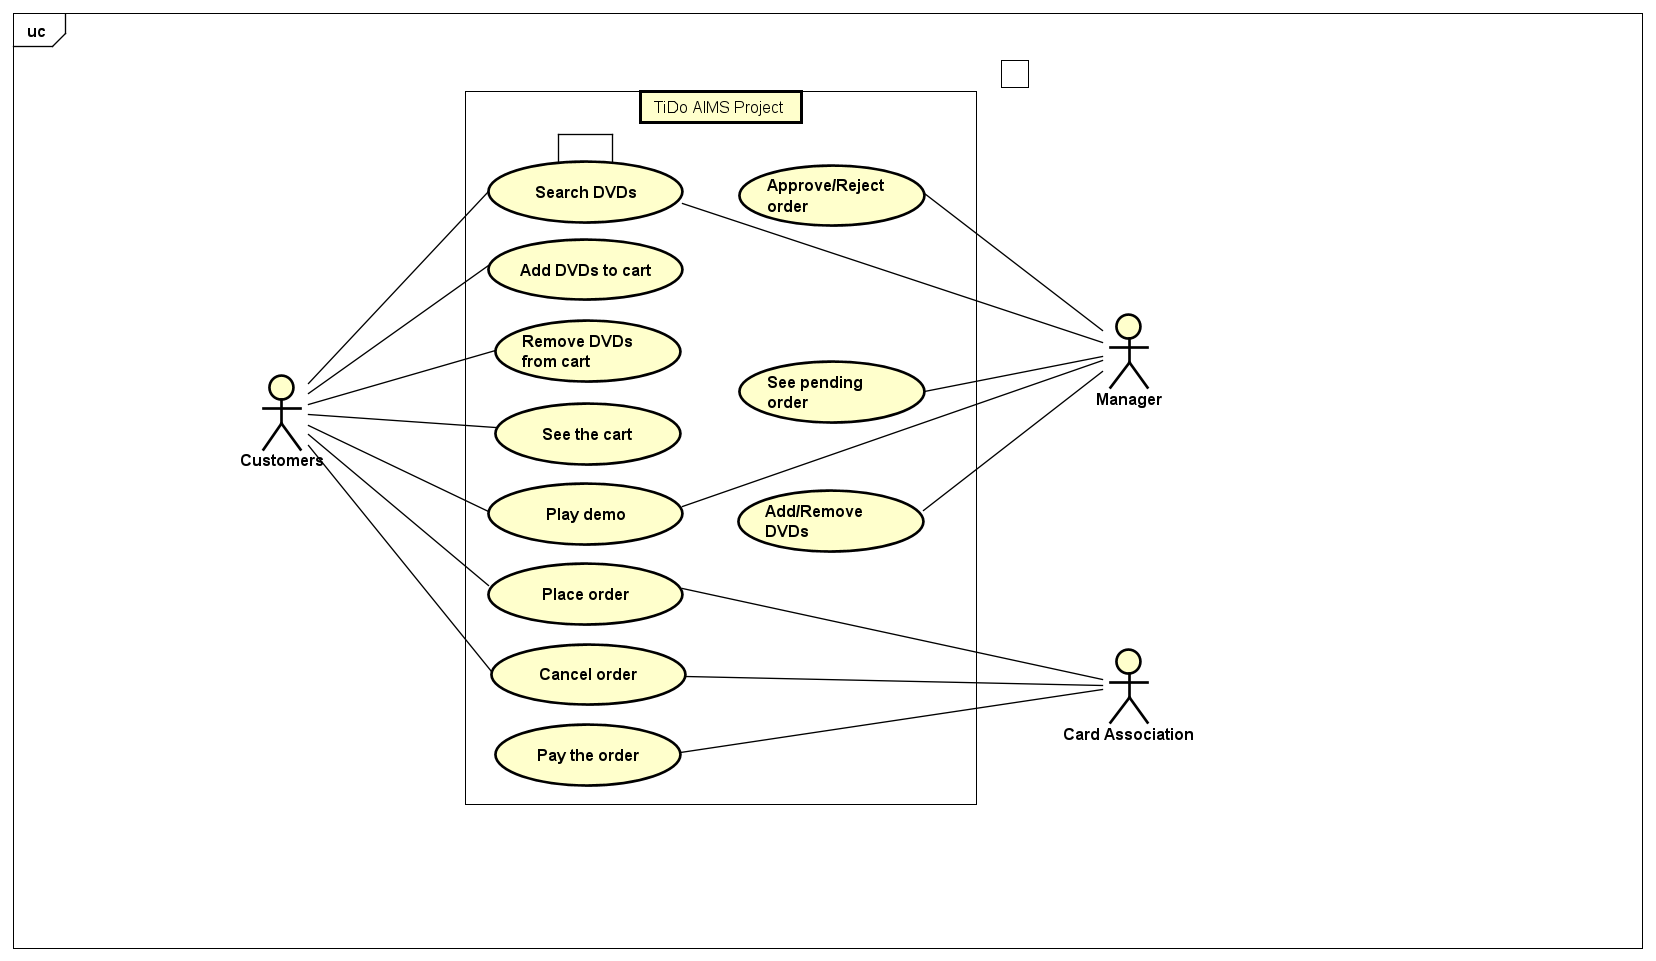 uc
TiDo AIMS Project
Search DVDs
Approve/Reject
order
Add DVDs to cart
Remove DVDs
from cart
See pending
order
Manager
See the cart
Customers
Play demo
Add/Remove
DVDs
Place order
Cancel order
Card Association
Pay the order